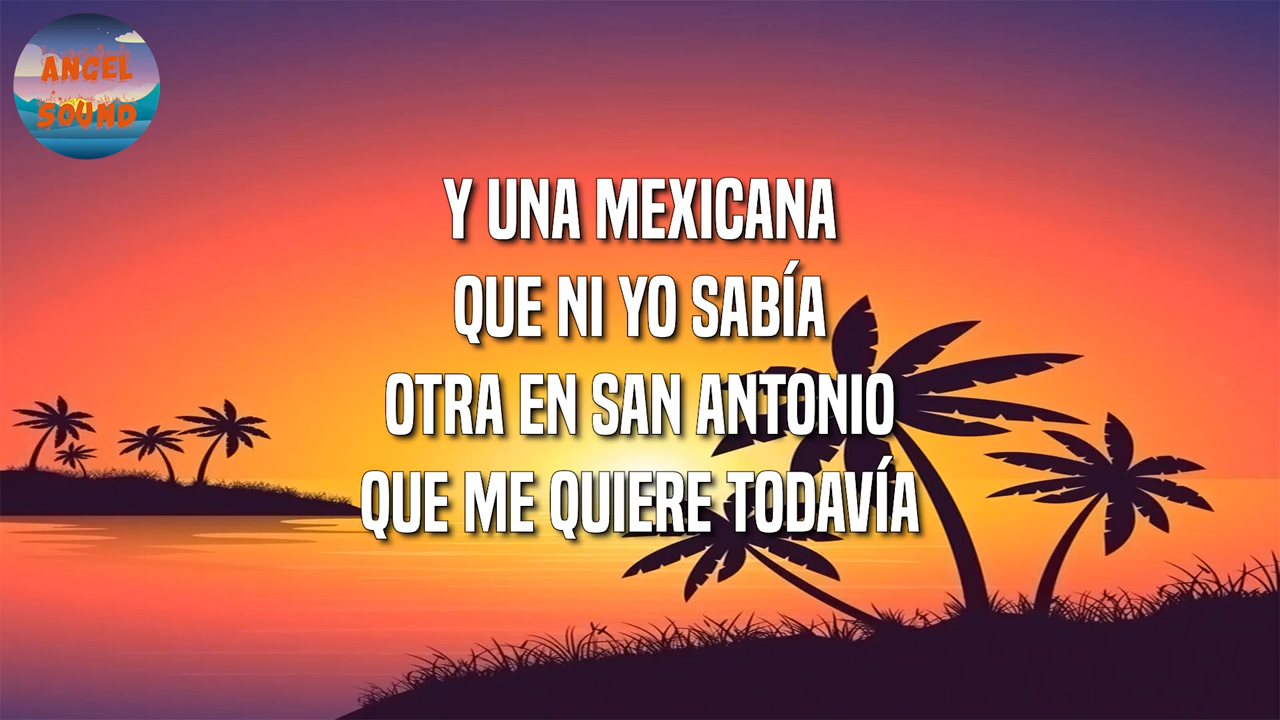 ANGEL
SOUND
Y UNA MEXICANA
QUE NI YO SABÍA
OTRA EN SAN ANTONIO
QUE ME QUIERE TODAVÍA